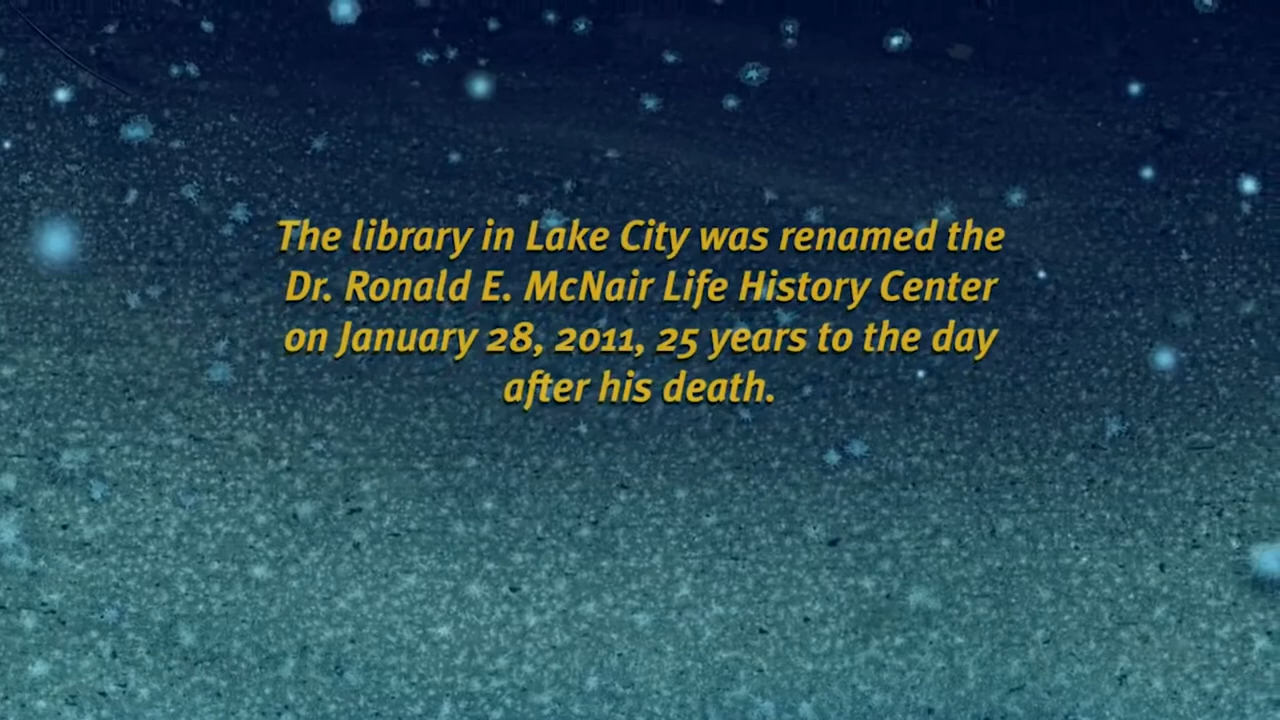 The library in Lake City was renamed the
Dr. Ronald E. McNair Life History Center
on January 28, 2011, 25 years to the day
after his death.